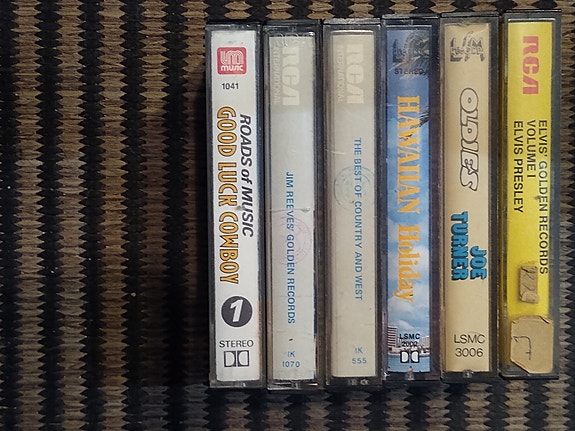 LM
music
1041
ROADS of MUSIC
GOOD LUCK COWBOY
1
STEREO
RCA
JIM REEVES' GOLDEN RECORDS
IK
1070
RCA
THE BEST OF COUNTRY AND WEST
IK
555
STEREO
HAWAIIAN Holiday
LSMC
2002
OLDIES
JOE
TURNER
LSMC
3006
RCA
ELVIS' GOLDEN RECORDS
VOLUME I
ELVIS PRESLEY